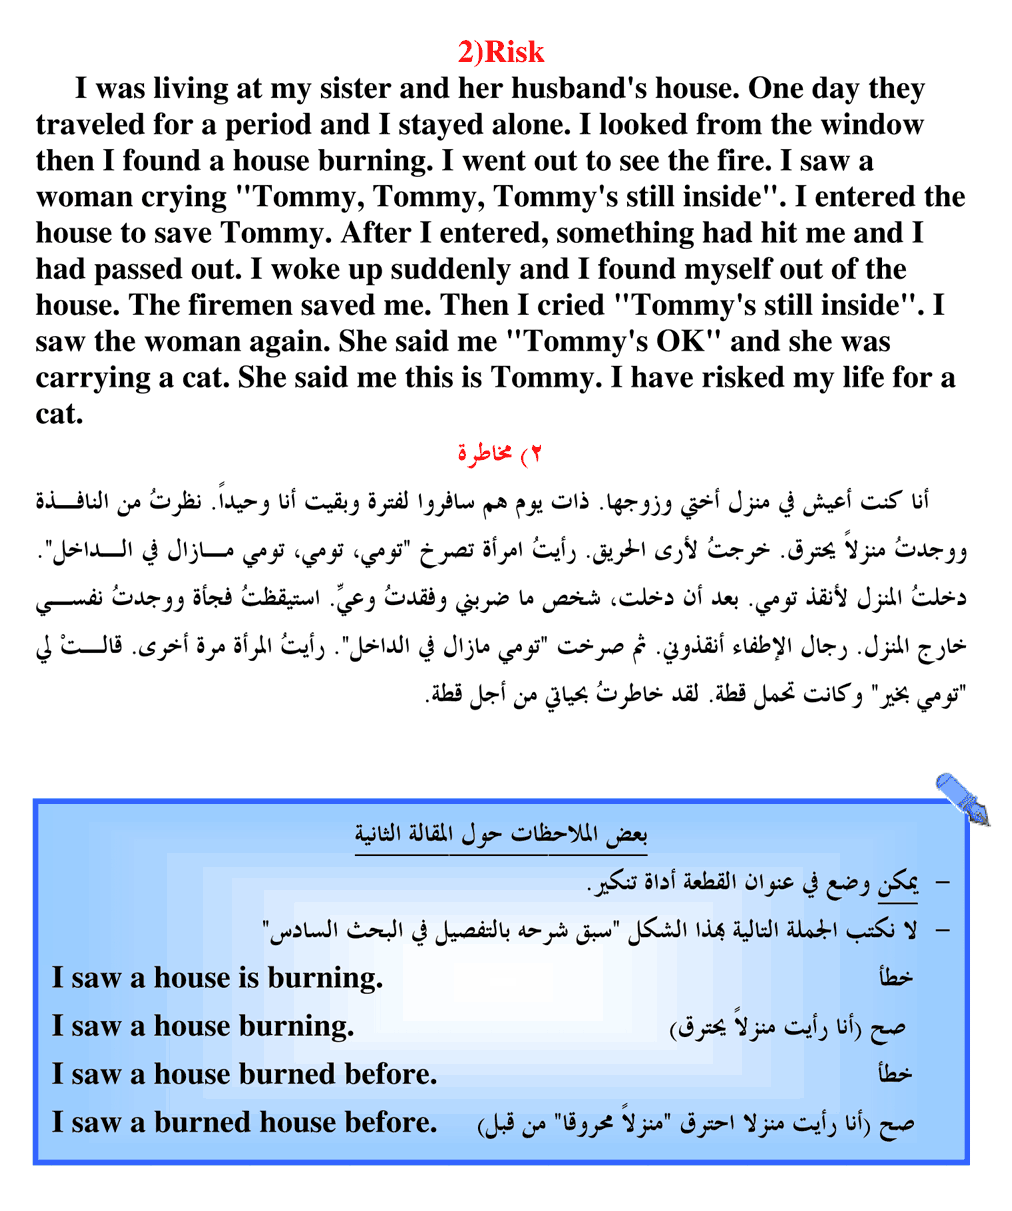 2)Risk
I was living at my sister and her husband's house. One day they
traveled for a period and I stayed alone. I looked from the window
then I found a house burning. I went out to see the fire. I saw a
woman crying "Tommy, Tommy, Tommy's still inside". I entered the
house to save Tommy. After I entered, something had hit me and I
had passed out. I woke up suddenly and I found myself out of the
house. The firemen saved me. Then I cried "Tommy's still inside". I
saw the woman again. She said me "Tommy's OK" and she was
carrying a cat. She said me this is Tommy. I have risked my life for a
cat.
٢) مخاطرة
أنا كنت أعيش في منزل أختي وزوجها. ذات يوم هم سافروا لفترة وبقيت أنا وحيداً. نظرتُ من النافـــذة
ووجدتُ منزلاً يحترق. خرجتُ لأرى الحريق. رأيتُ امرأة تصرخ "تومي، تومي، تومي مـــازال في الـــداخل".
دخلتُ المنزل لأنقذ تومي. بعد أن دخلت، شخص ما ضربني وفقدتُ وعيِّ. استيقظتُ فجأة ووجدتُ نفســـي
خارج المنزل. رجال الإطفاء أنقذوني. ثم صرخت "تومي مازال في الداخل". رأيتُ المرأة مرة أخرى. قالـــتْ لي
"تومي بخير" وكانت تحمل قطة. لقد خاطرتُ بحياتي من أجل قطة.
بعض الملاحظات حول المقالة الثانية
– يمكن وضع في عنوان القطعة أداة تنكير.
– لا نكتب الجملة التالية بهذا الشكل "سبق شرحه بالتفصيل في البحث السادس"
I saw a house is burning. خطأ
I saw a house burning. صح (أنا رأيت منزلاً يحترق)
I saw a house burned before. خطأ
I saw a burned house before. صح (أنا رأيت منزلا احترق "منزلاً محروقا" من قبل)